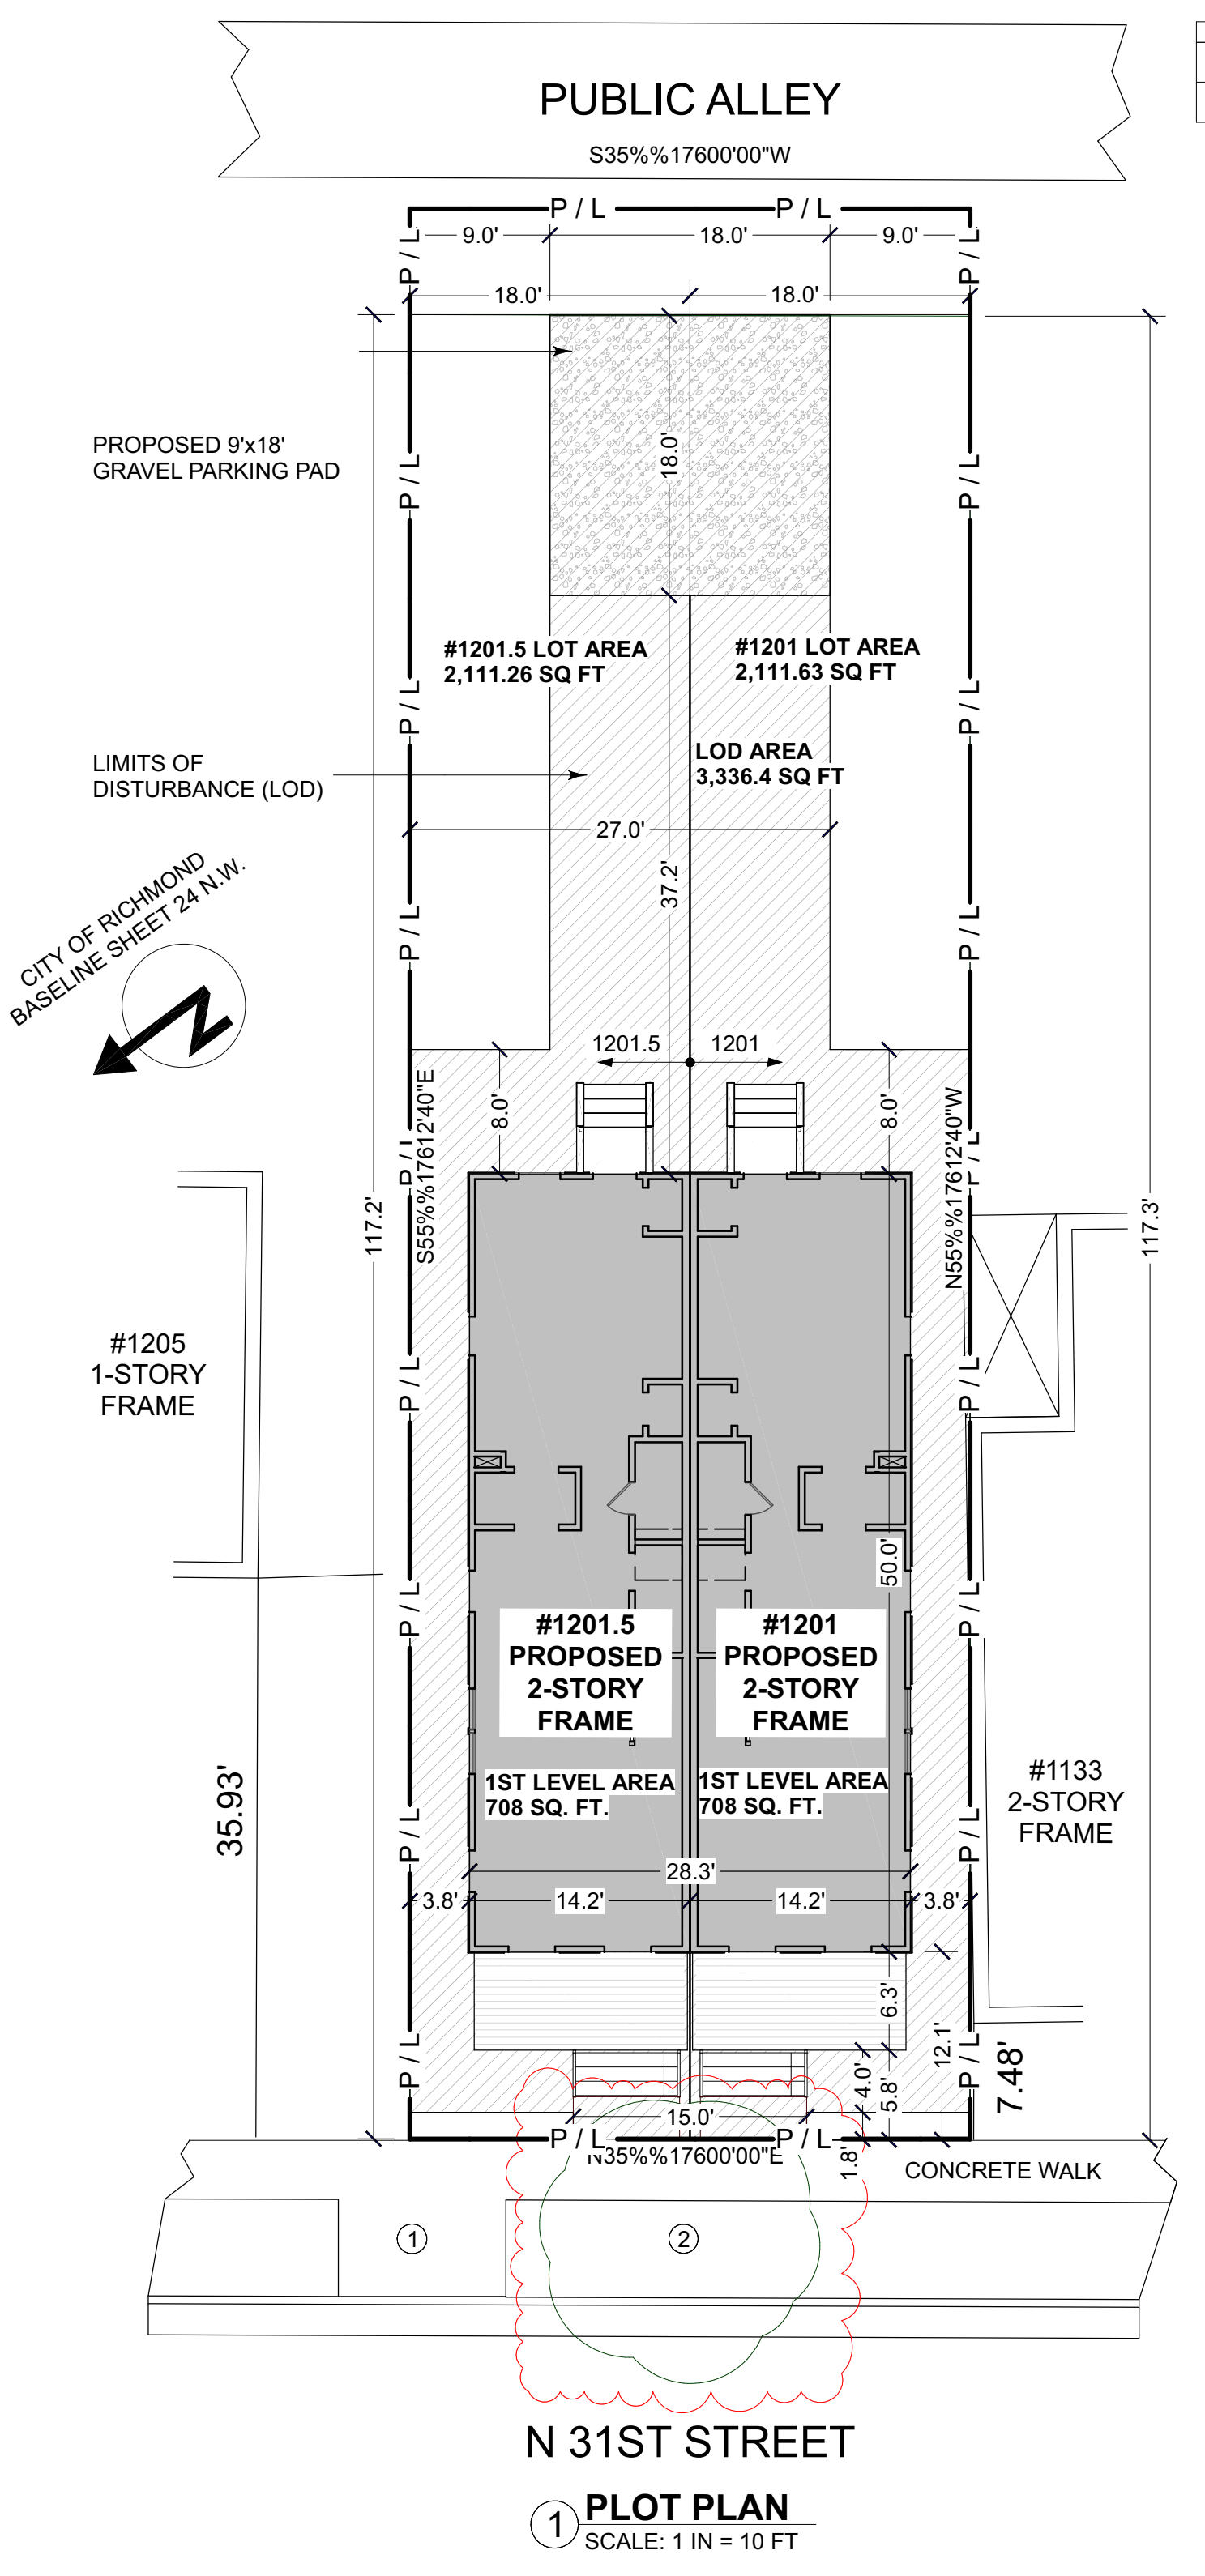 PUBLIC ALLEY
S35%%17600'00"W
P / L
P / L
P / L
P / L
9.0'
18.0'
9.0'
18.0'
18.0'
PROPOSED 9'x18'
GRAVEL PARKING PAD
18.0'
P / L
P / L
#1201.5 LOT AREA
2,111.26 SQ FT
#1201 LOT AREA
2,111.63 SQ FT
P / L
P / L
LIMITS OF
DISTURBANCE (LOD)
LOD AREA
3,336.4 SQ FT
27.0'
37.2'
CITY OF RICHMOND
BASELINE SHEET 24 N.W.
N
P / L
P / L
1201.5
1201
8.0'
8.0'
S55%%17612'40"E
N55%%17612'40"W
117.2'
117.3'
#1205
1-STORY
FRAME
P / L
P / L
50.0'
P / L
P / L
#1201.5
PROPOSED
2-STORY
FRAME
#1201
PROPOSED
2-STORY
FRAME
1ST LEVEL AREA
708 SQ. FT.
1ST LEVEL AREA
708 SQ. FT.
35.93'
#1133
2-STORY
FRAME
P / L
P / L
28.3'
3.8'
14.2'
14.2'
3.8'
6.3'
12.1'
4.0'
5.8'
7.48'
P / L
P / L
15.0'
P / L
P / L
N35%%17600'00"E
1.8'
CONCRETE WALK
1
2
N 31ST STREET
1
PLOT PLAN
SCALE: 1 IN = 10 FT